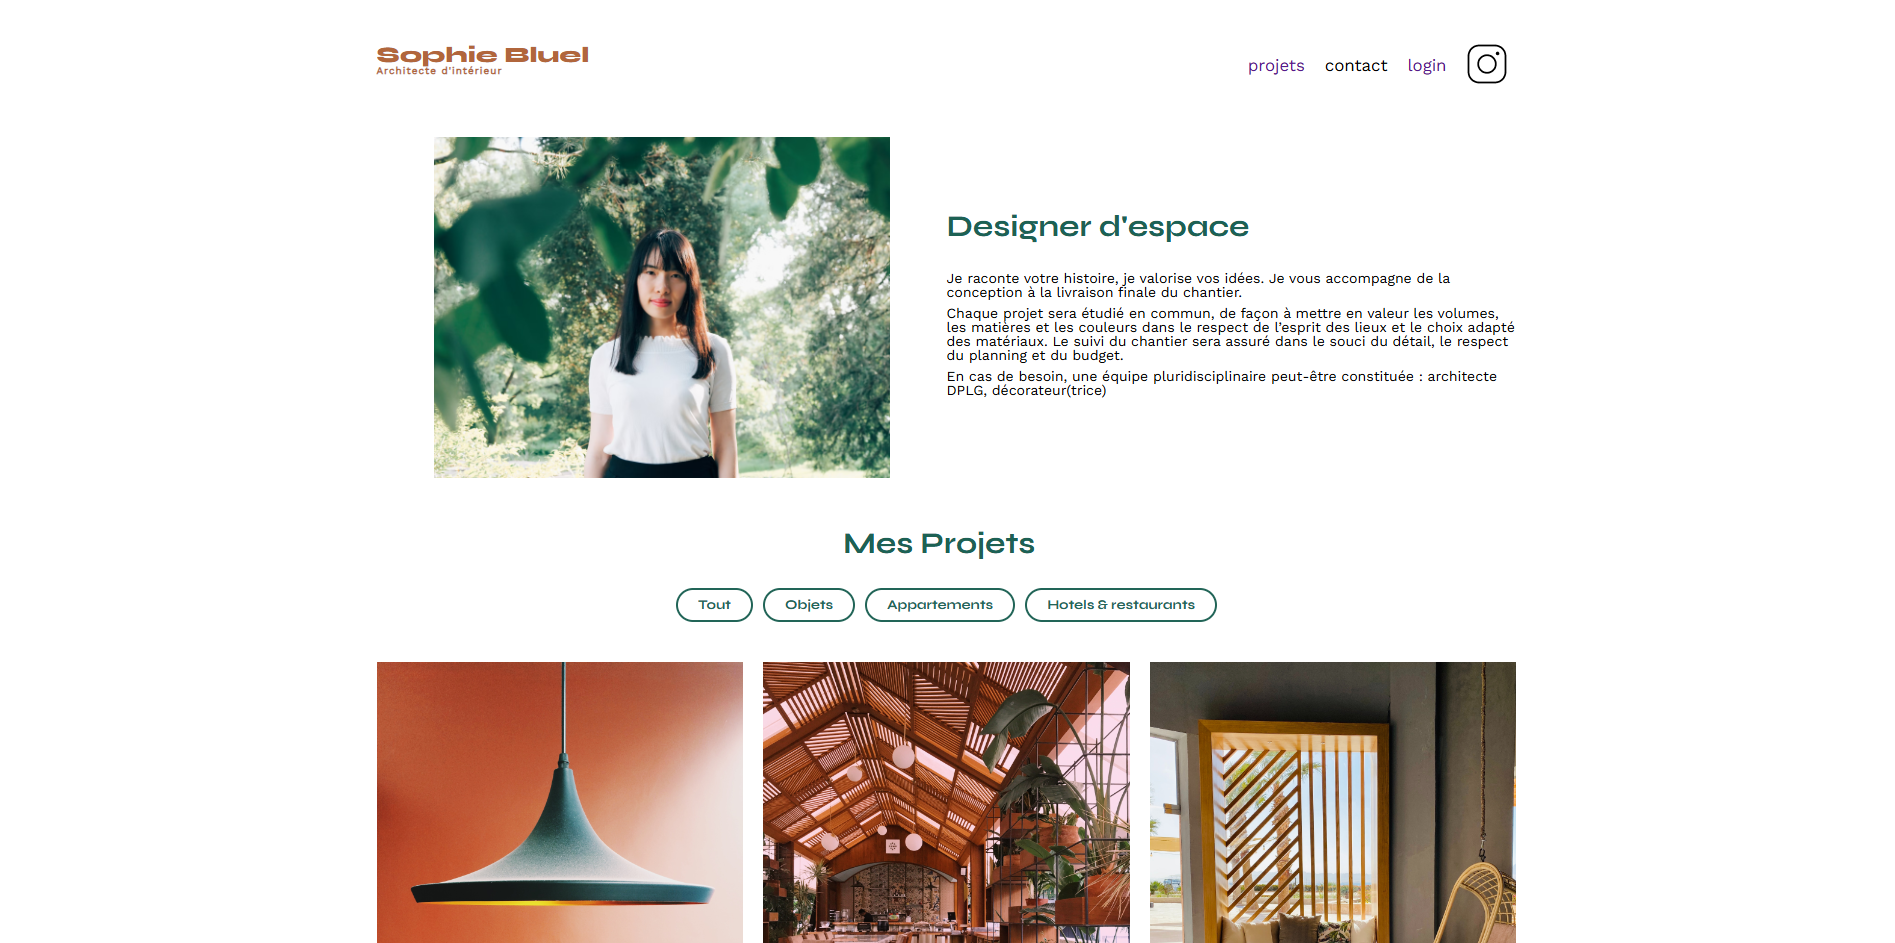 Sophie Bluel
Architecte d'intérieur
projets contact login
Designer d'espace
Je raconte votre histoire, je valorise vos idées. Je vous accompagne de la
conception à la livraison finale du chantier.
Chaque projet sera étudié en commun, de façon à mettre en valeur les volumes,
les matières et les couleurs dans le respect de l’esprit des lieux et le choix adapté
des matériaux. Le suivi du chantier sera assuré dans le souci du détail, le respect
du planning et du budget.
En cas de besoin, une équipe pluridisciplinaire peut-être constituée : architecte
DPLG, décorateur(trice)
Mes Projets
Tout Objets Appartements Hotels & restaurants